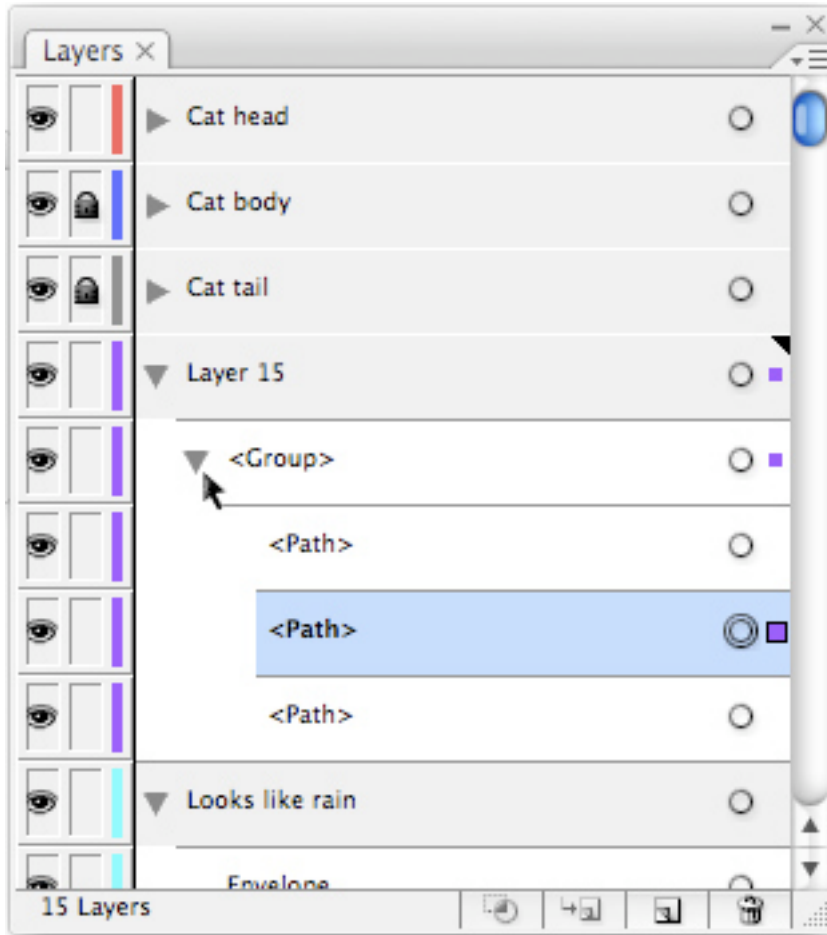 Layers
Cat head
Cat body
Cat tail
Layer 15
<Group>
<Path>
<Path>
<Path>
Looks like rain
Envelope
15 Layers